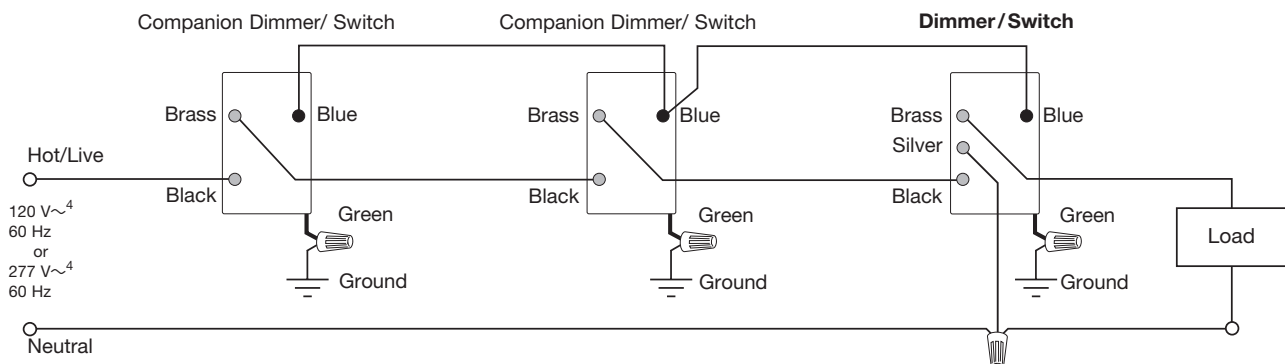 Companion Dimmer/ Switch
Companion Dimmer/ Switch
Dimmer/Switch
Brass
Blue
Brass
Blue
Brass
Blue
Silver
Hot/Live
Black
Black
Black
120 V~4
60 Hz
or
277 V~4
60 Hz
Green
Green
Green
Load
Ground
Ground
Ground
Neutral